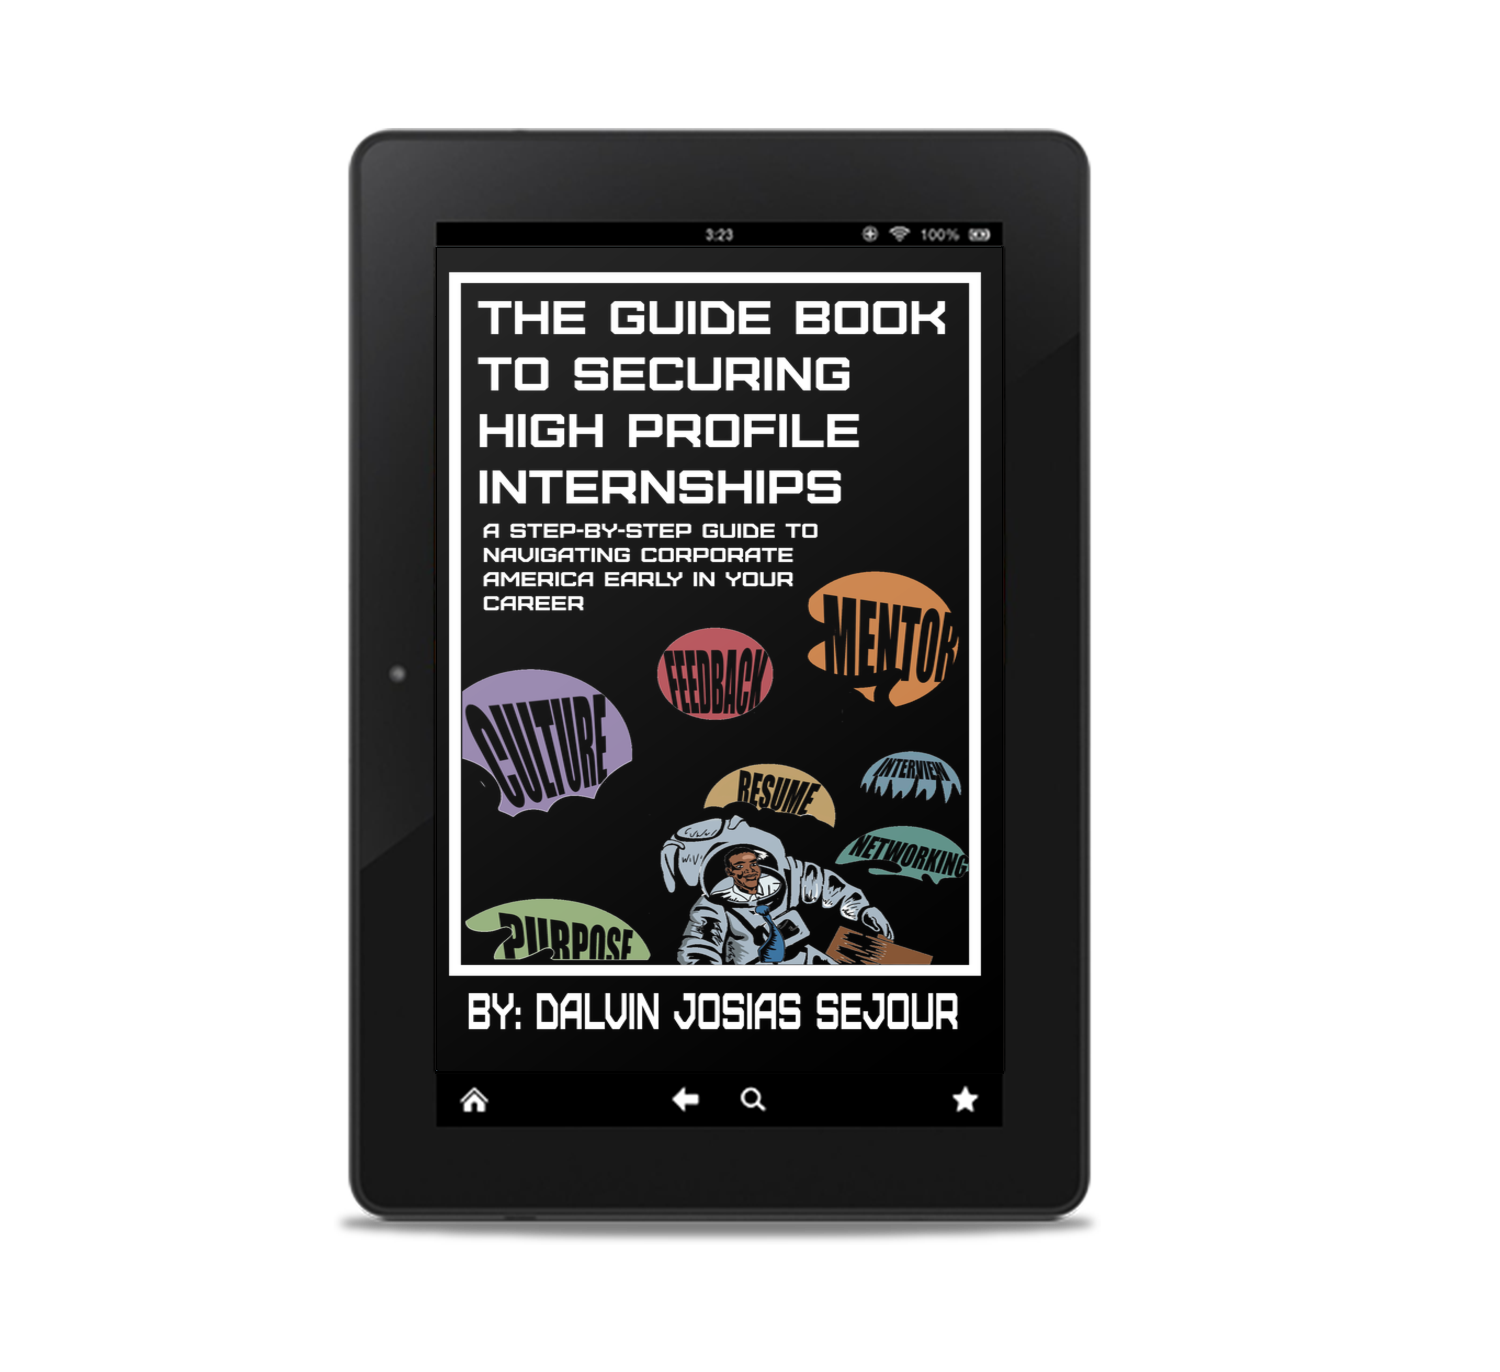 3:23
100%
THE GUIDE BOOK
TO SECURING
HIGH PROFILE
INTERNSHIPS
A STEP-BY-STEP GUIDE TO
NAVIGATING CORPORATE
AMERICA EARLY IN YOUR
CAREER
MENTOR
FEEDBACK
CULTURE
INTERVIEW
RESUME
NETWORKING
PURPOSE
BY: DALVIN JOSIAS SEJOUR